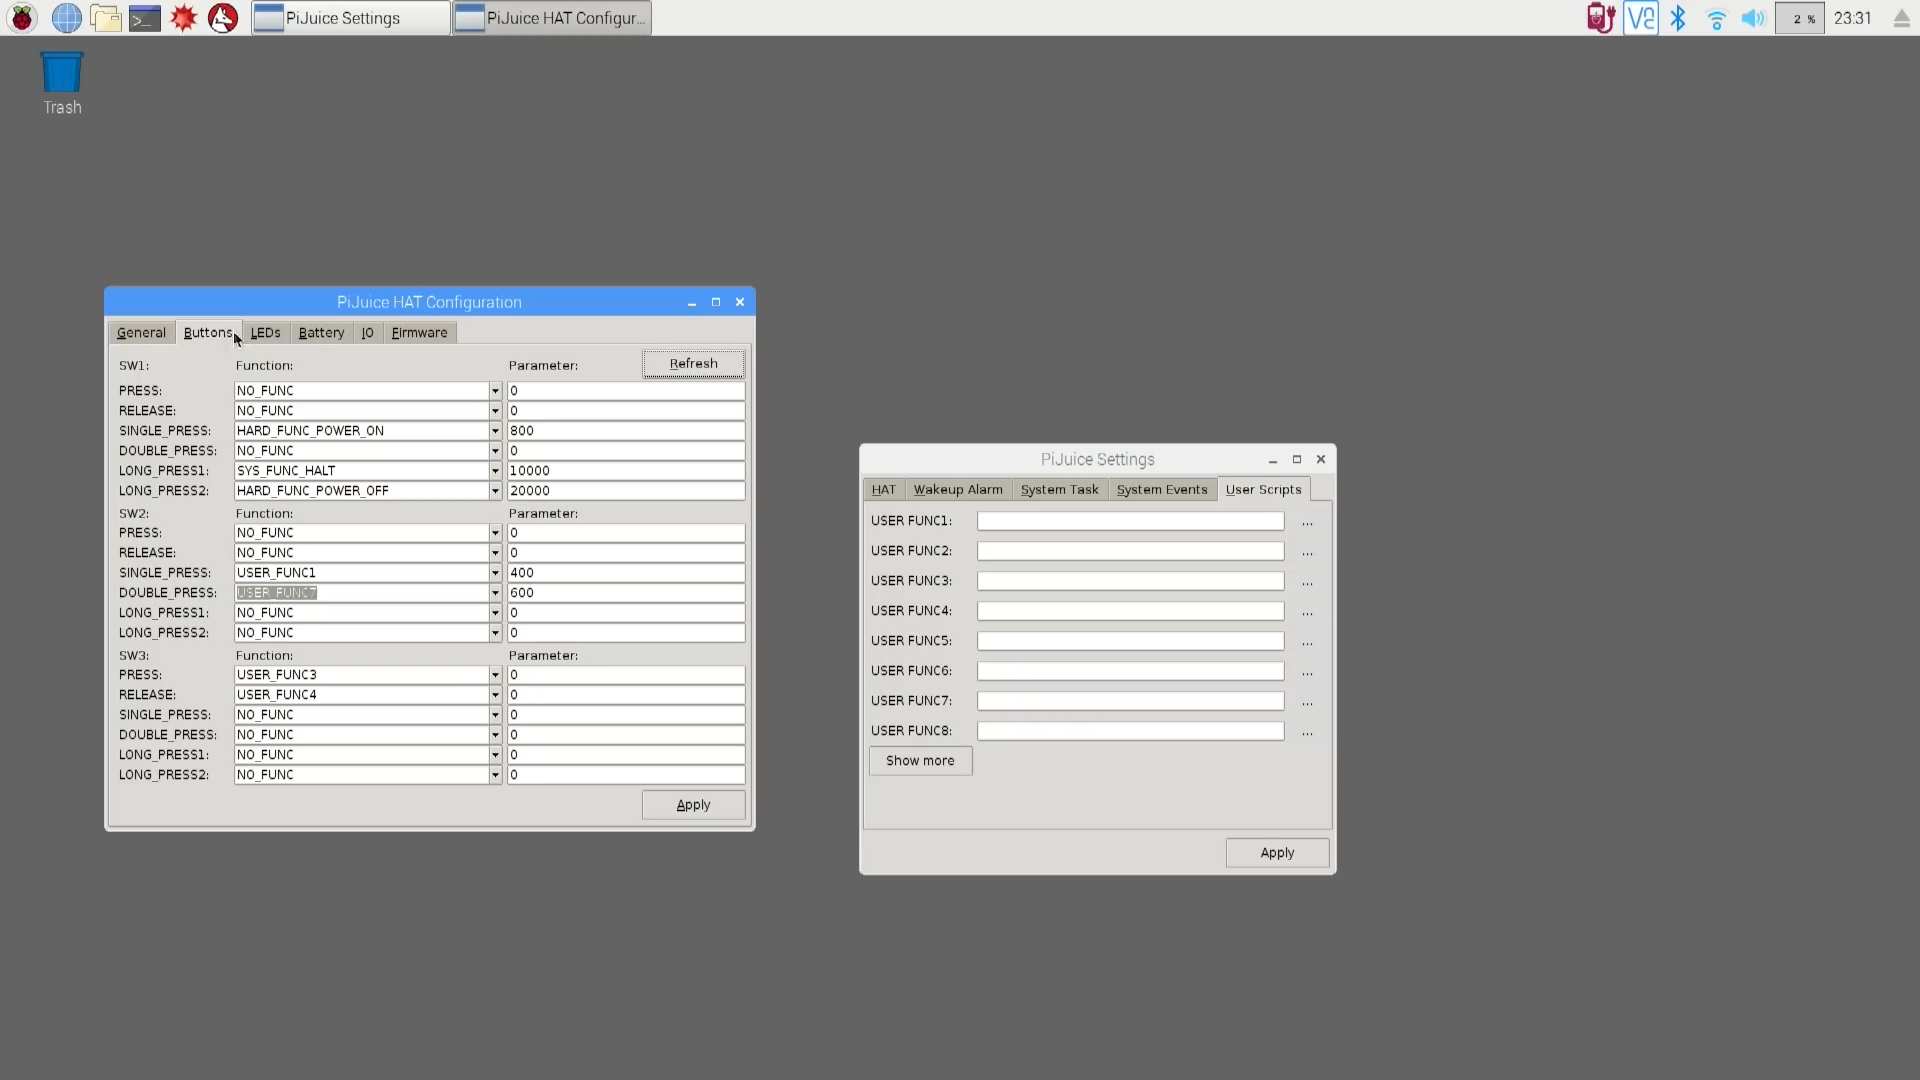 PiJuice Settings
PiJuice HAT Configur...
2 %
23:31
Trash
PiJuice HAT Configuration
General Buttons LEDs Battery IO Firmware
SW1: Function: Parameter: Refresh
PRESS: NO_FUNC 0
RELEASE: NO_FUNC 0
SINGLE_PRESS: HARD_FUNC_POWER_ON 800
DOUBLE_PRESS: NO_FUNC 0
LONG_PRESS1: SYS_FUNC_HALT 10000
LONG_PRESS2: HARD_FUNC_POWER_OFF 20000
SW2: Function: Parameter:
PRESS: NO_FUNC 0
RELEASE: NO_FUNC 0
SINGLE_PRESS: USER_FUNC1 400
DOUBLE_PRESS: USER_FUNC7 600
LONG_PRESS1: NO_FUNC 0
LONG_PRESS2: NO_FUNC 0
SW3: Function: Parameter:
PRESS: USER_FUNC3 0
RELEASE: USER_FUNC4 0
SINGLE_PRESS: NO_FUNC 0
DOUBLE_PRESS: NO_FUNC 0
LONG_PRESS1: NO_FUNC 0
LONG_PRESS2: NO_FUNC 0
Apply
PiJuice Settings
HAT Wakeup Alarm System Task System Events User Scripts
USER FUNC1: ...
USER FUNC2: ...
USER FUNC3: ...
USER FUNC4: ...
USER FUNC5: ...
USER FUNC6: ...
USER FUNC7: ...
USER FUNC8: ...
Show more
Apply